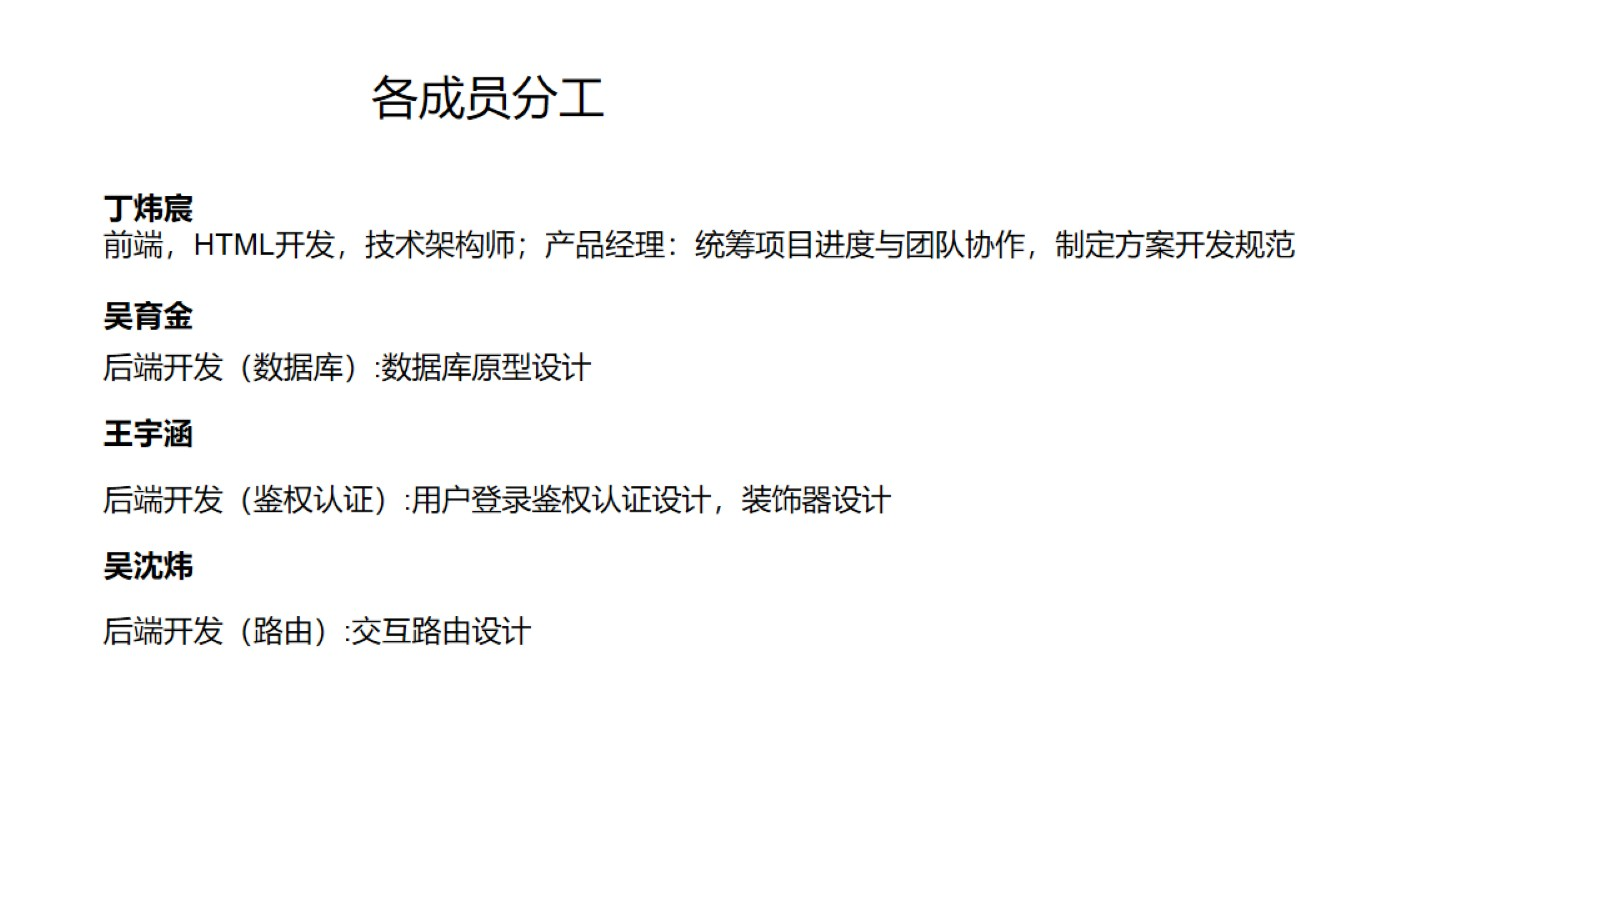 各成员分工
丁炜宸
前端，HTML开发，技术架构师；产品经理：统筹项目进度与团队协作，制定方案开发规范
吴育金
后端开发（数据库）:数据库原型设计
王宇涵
后端开发（鉴权认证）:用户登录鉴权认证设计，装饰器设计
吴沈炜
后端开发（路由）:交互路由设计